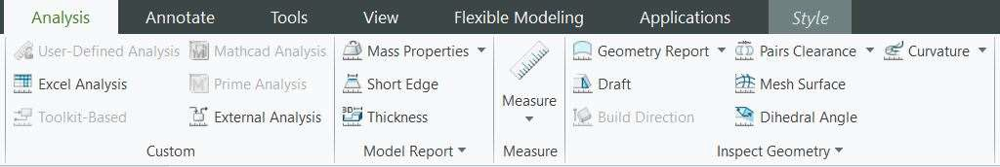 Analysis Annotate Tools View Flexible Modeling Applications Style
User-Defined Analysis Mathcad Analysis Mass Properties Geometry Report Pairs Clearance Curvature
Excel Analysis Prime Analysis Short Edge Measure Draft Mesh Surface
Toolkit-Based External Analysis 3D Thickness Build Direction Dihedral Angle
Custom Model Report Measure Inspect Geometry